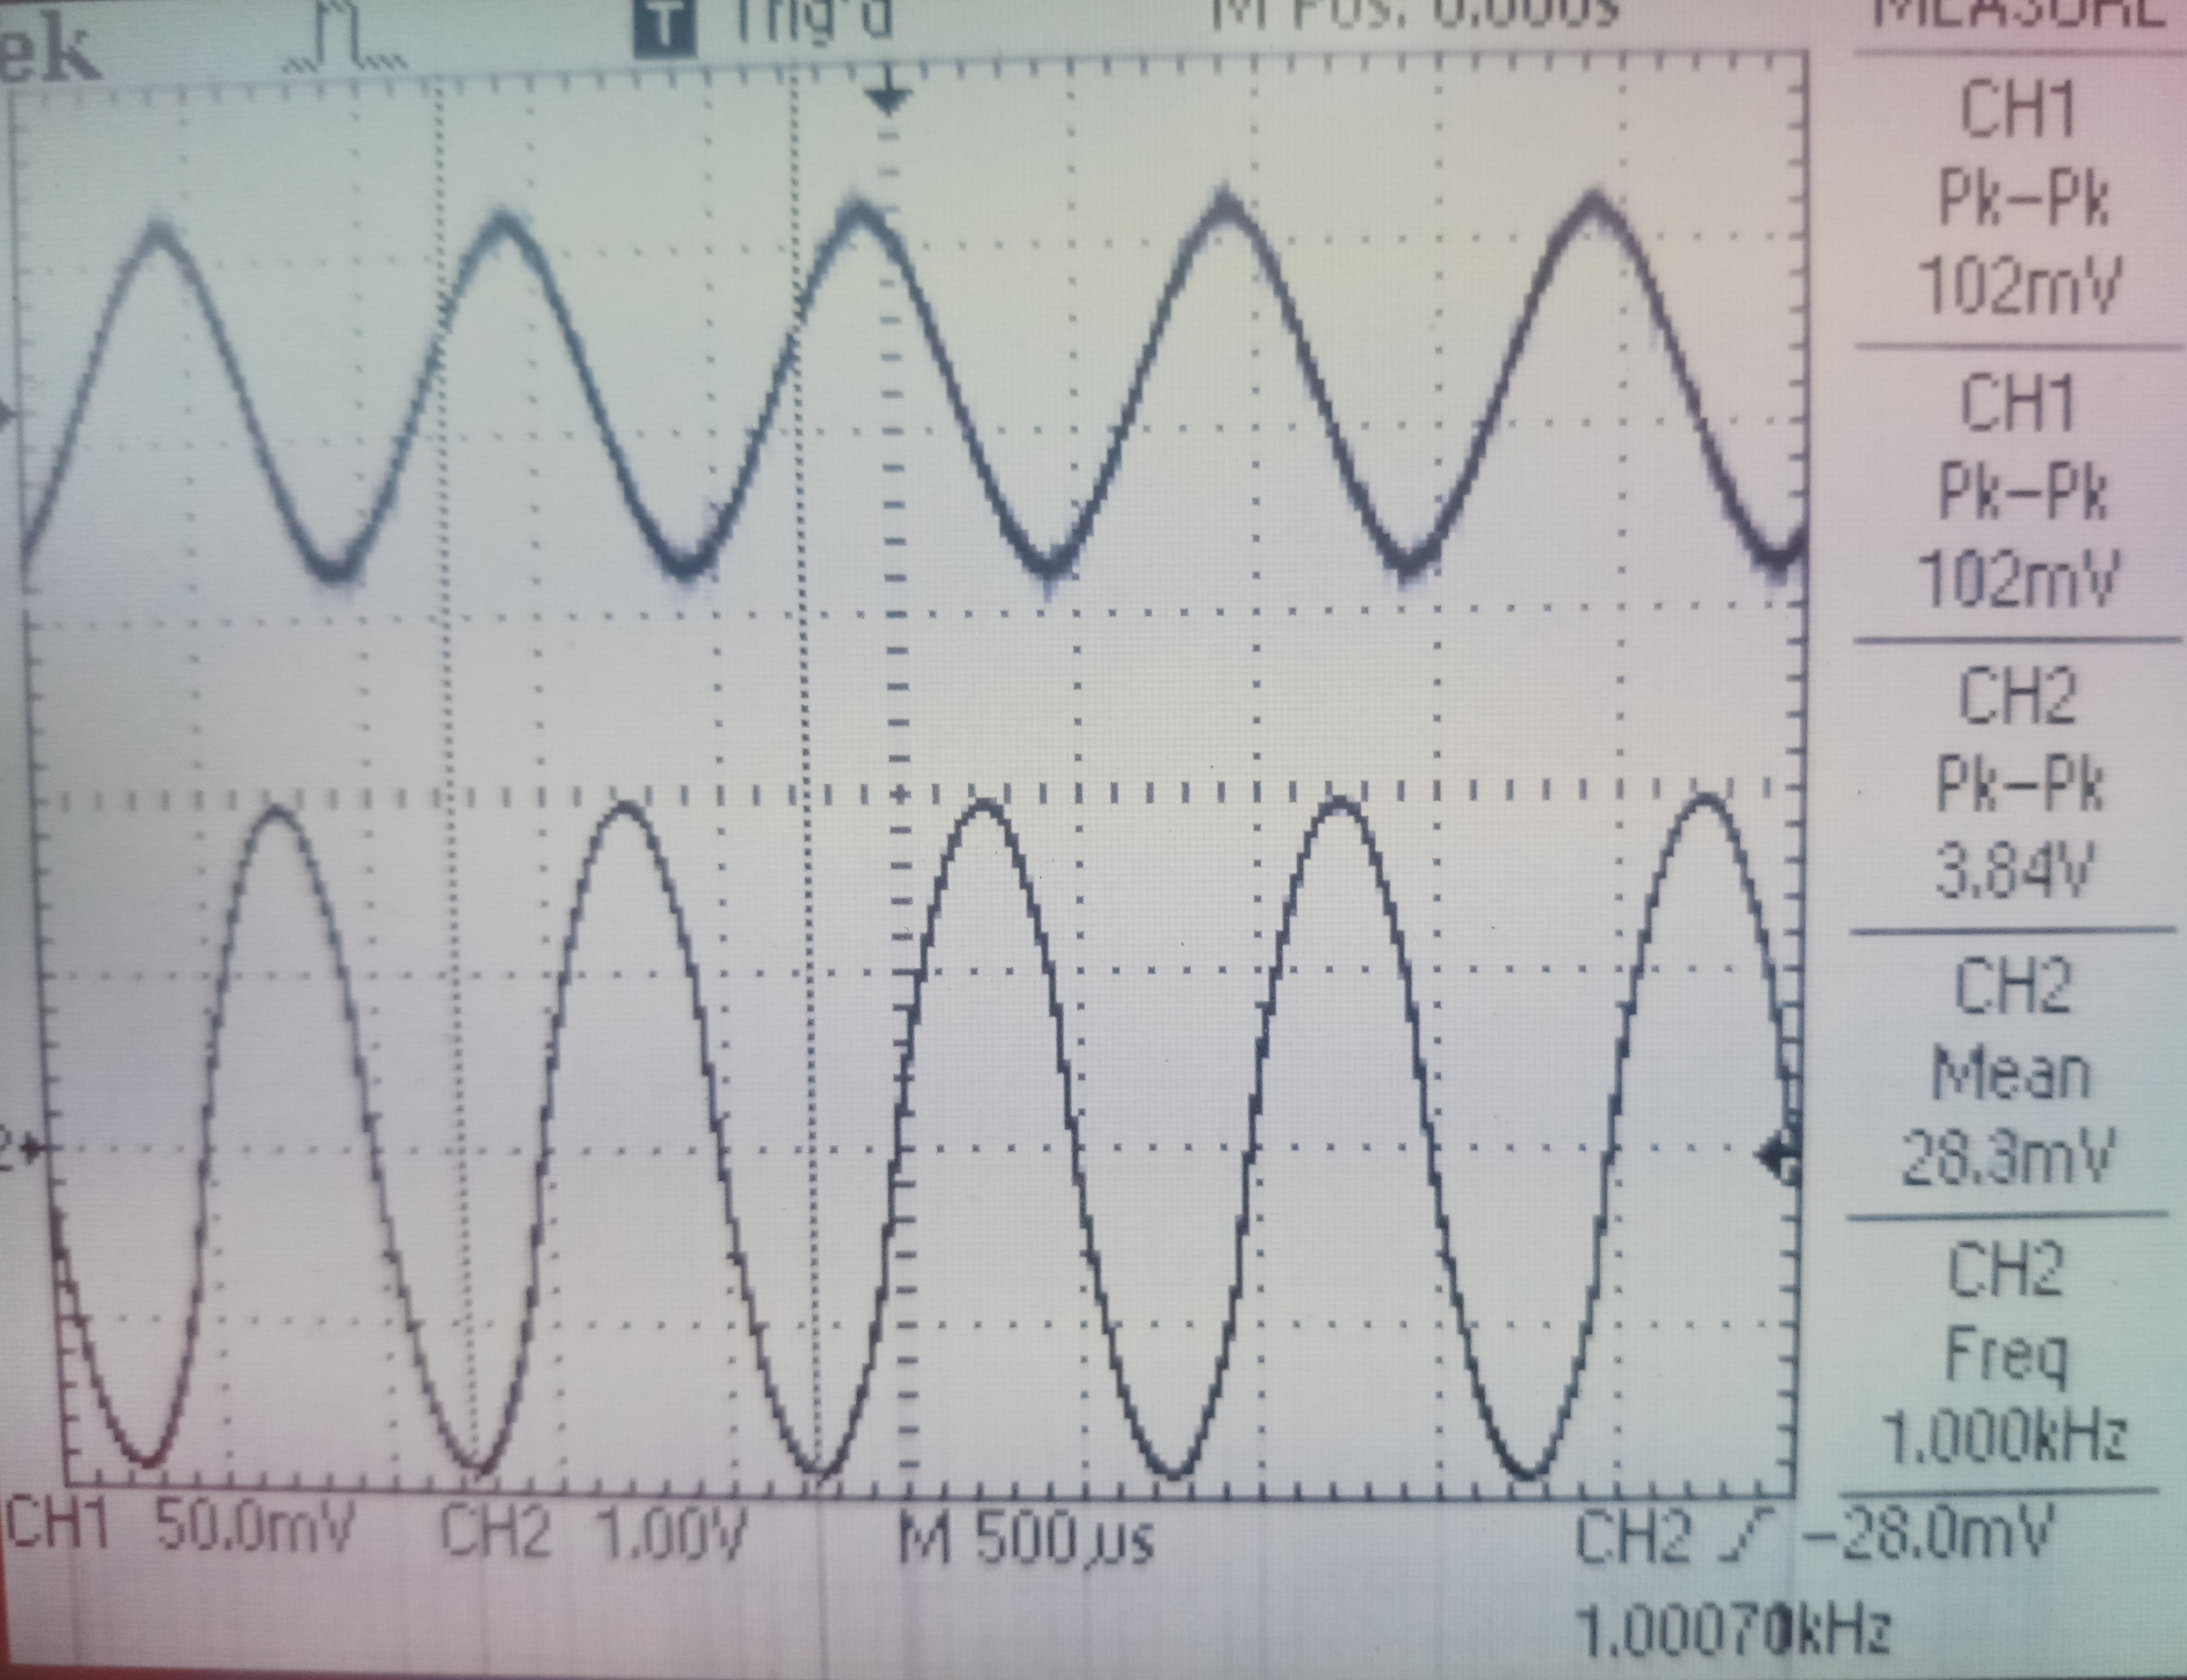 ek
T Trig'd
M Pos: 0.000s
MEASURE
CH1
Pk-Pk
102mV
CH1
Pk-Pk
102mV
CH2
Pk-Pk
3.84V
CH2
Mean
28.3mV
CH2
Freq
1.000kHz
2
CH1 50.0mV CH2 1.00V M 500µs CH2 -28.0mV
1.00070kHz